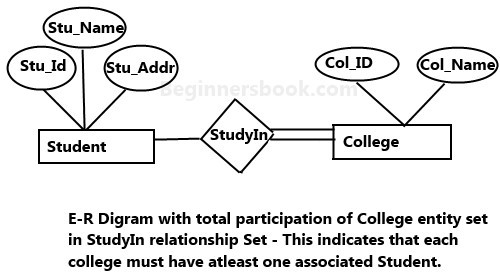 Stu_Name
Stu_Id
Stu_Addr
Col_ID
Col_Name
Beginnersbook.com
Student
StudyIn
College
E-R Digram with total participation of College entity set
in StudyIn relationship Set - This indicates that each
college must have atleast one associated Student.